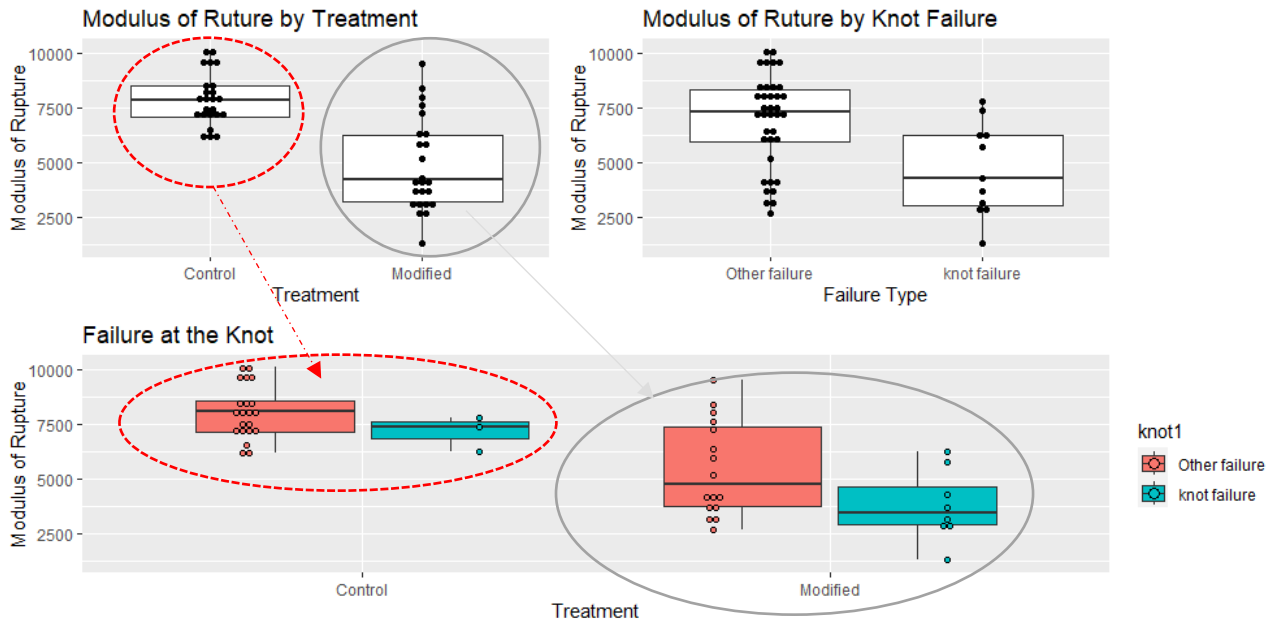 Modulus of Ruture by Treatment
Modulus of Rupture
10000
7500
5000
2500
Control
Modified
Treatment
Modulus of Ruture by Knot Failure
Modulus of Rupture
10000
7500
5000
2500
Other failure
knot failure
Failure Type
Failure at the Knot
Modulus of Rupture
10000
7500
5000
2500
Control
Modified
Treatment
knot1
Other failure
knot failure